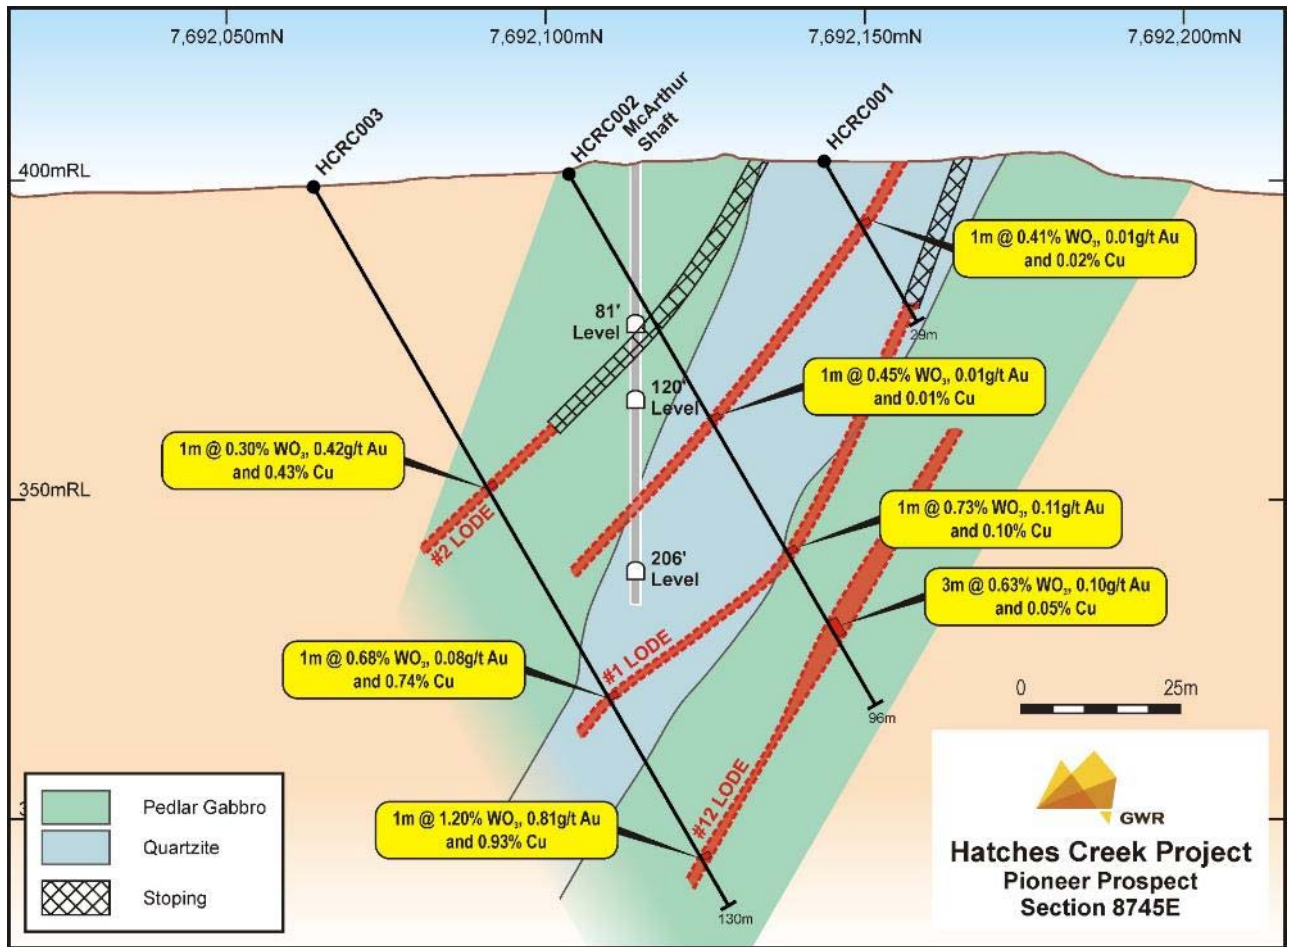 7,692,050mN
7,692,100mN
7,692,150mN
7,692,200mN
HCRC003
HCRC002
McArthur
Shaft
HCRC001
400mRL
1m @ 0.41% WO₃, 0.01g/t Au
and 0.02% Cu
81'
Level
29m
1m @ 0.45% WO₃, 0.01g/t Au
and 0.01% Cu
120'
Level
1m @ 0.30% WO₃, 0.42g/t Au
and 0.43% Cu
350mRL
#2 LODE
1m @ 0.73% WO₃, 0.11g/t Au
and 0.10% Cu
206'
Level
3m @ 0.63% WO₃, 0.10g/t Au
and 0.05% Cu
1m @ 0.68% WO₃, 0.08g/t Au
and 0.74% Cu
#1 LODE
0 25m
96m
#12 LODE
1m @ 1.20% WO₃, 0.81g/t Au
and 0.93% Cu
130m
Pedlar Gabbro
Quartzite
Stoping
GWR
Hatches Creek Project
Pioneer Prospect
Section 8745E